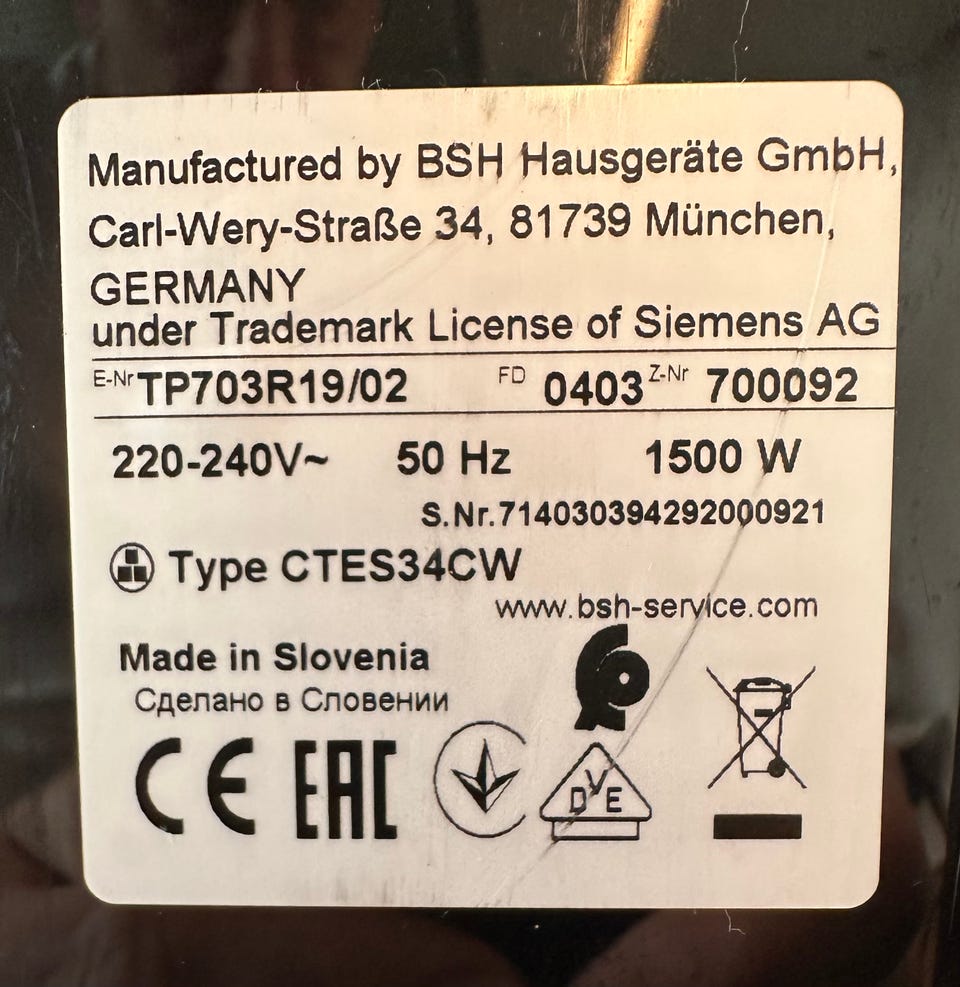 Manufactured by BSH Hausgeräte GmbH,
Carl-Wery-Straße 34, 81739 München,
GERMANY
under Trademark License of Siemens AG
E-Nr TP703R19/02 FD 0403 Z-Nr 700092
220-240V~ 50 Hz 1500 W
S.Nr.714030394292000921
Type CTES34CW
www.bsh-service.com
Made in Slovenia
Сделано в Словении
CE EAC
DVE